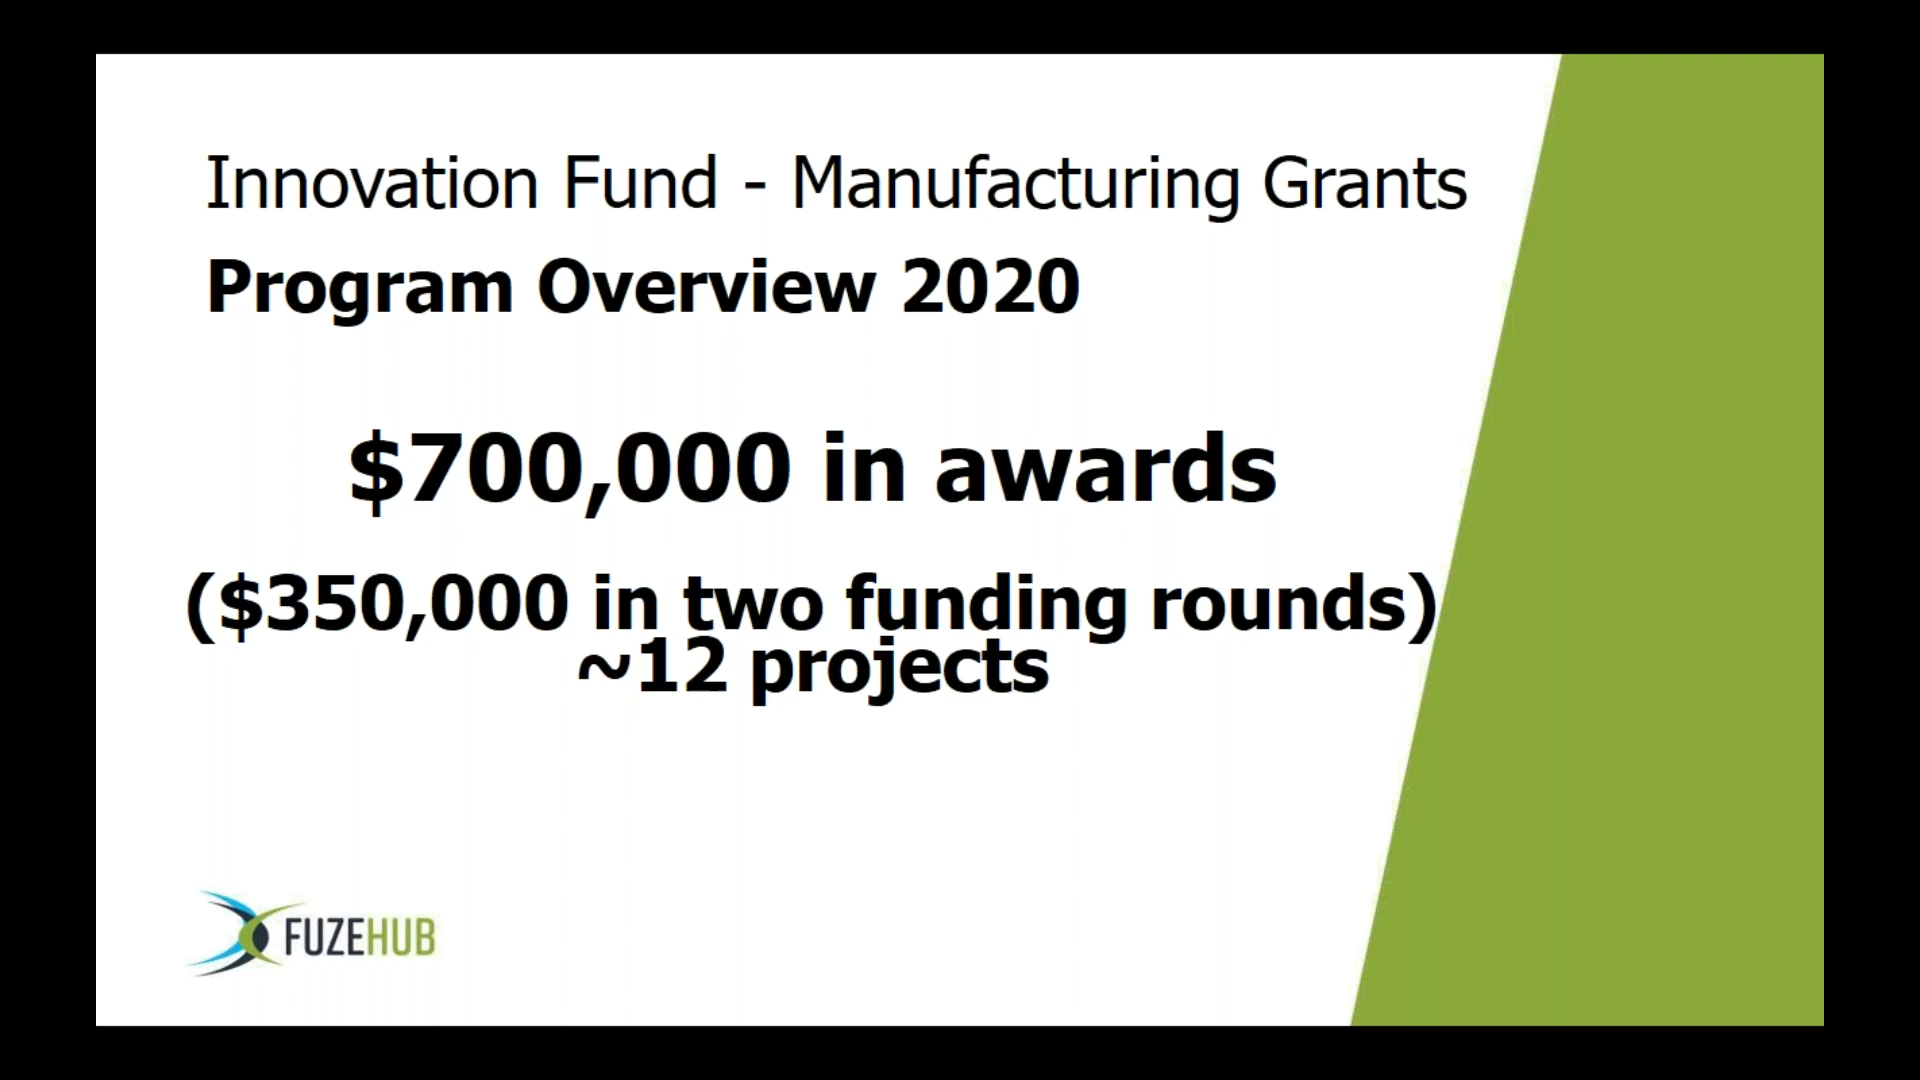 Innovation Fund - Manufacturing Grants
Program Overview 2020
$700,000 in awards
($350,000 in two funding rounds)
~12 projects
FUZEHUB